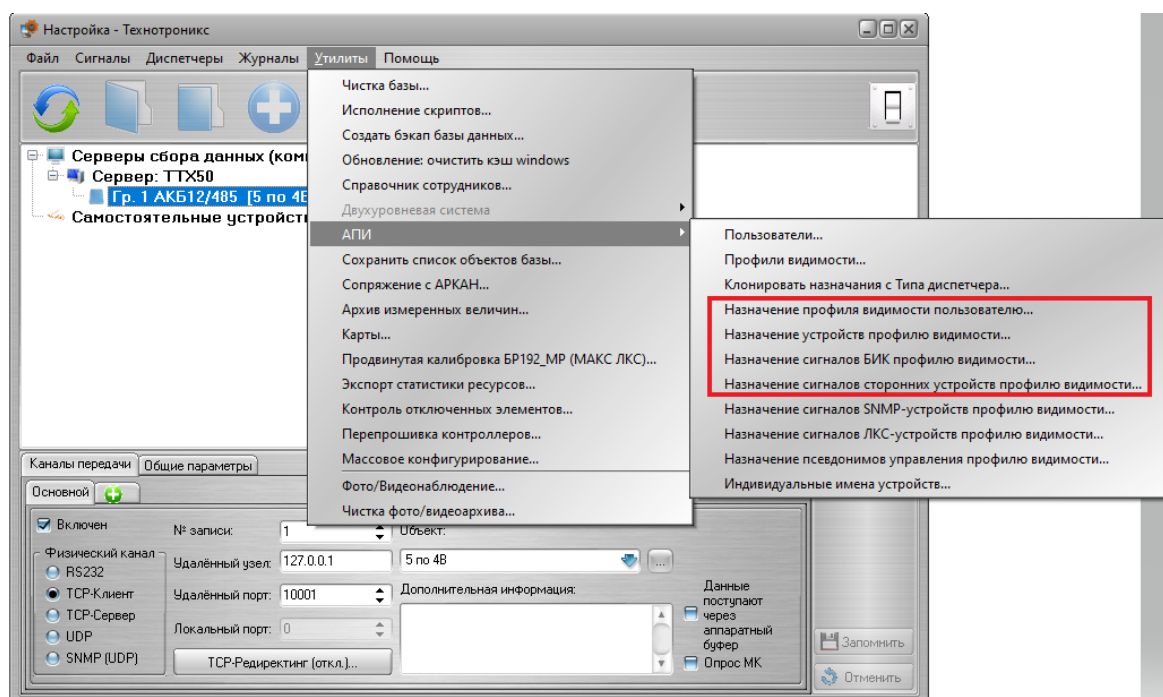 Настройка - Технотроникс
Файл Сигналы Диспетчеры Журналы Утилиты Помощь
Чистка базы...
Исполнение скриптов...
Создать бэкап базы данных...
Обновление: очистить кэш windows
Справочник сотрудников...
Двухуровневая система
АПИ
Сохранить список объектов базы...
Сопряжение с АРКАН...
Архив измеренных величин...
Карты...
Продвинутая калибровка БР192_МР (МАКС ЛКС)...
Экспорт статистики ресурсов...
Контроль отключенных элементов...
Перепрошивка контроллеров...
Массовое конфигурирование...
Фото/Видеонаблюдение...
Чистка фото/видеоархива...
Пользователи...
Профили видимости...
Клонировать назначания с Типа диспетчера...
Назначение профиля видимости пользователю...
Назначение устройств профилю видимости...
Назначение сигналов БИК профилю видимости...
Назначение сигналов сторонних устройств профилю видимости...
Назначение сигналов SNMP-устройств профилю видимости...
Назначение сигналов ЛКС-устройств профилю видимости...
Назначение псевдонимов управления профилю видимости...
Индивидуальные имена устройств...
Серверы сбора данных (ком
Сервер: TTX50
Гр. 1 АКБ12/485 [5 по 4В
Самостоятельные устройст
Каналы передачи Общие параметры
Основной
Включен
Физический канал
RS232
TCP-Клиент
TCP-Сервер
UDP
SNMP (UDP)
№ записи: 1
Удалённый узел: 127.0.0.1
Удалённый порт: 10001
Локальный порт: 0
TCP-Редиректинг (откл.)...
Объект:
5 по 4В
...
Дополнительная информация:
Данные
поступают
через
аппаратный
буфер
Опрос МК
Запомнить
Отменить